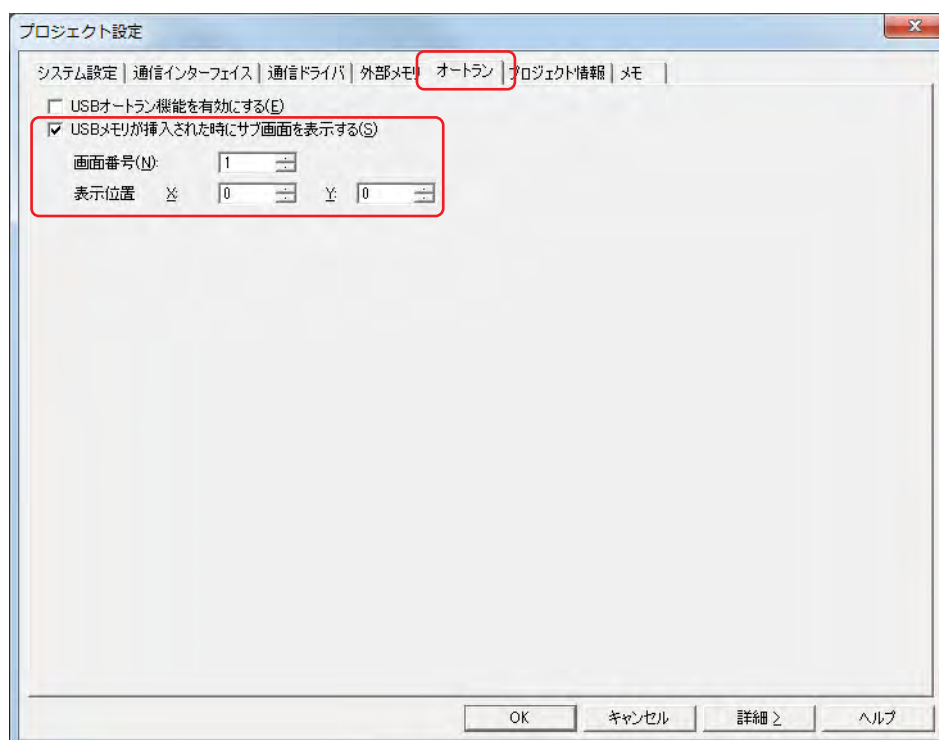 プロジェクト設定
システム設定 通信インターフェイス 通信ドライバ 外部メモリ オートラン プロジェクト情報 メモ
USBオートラン機能を有効にする(E)
USBメモリが挿入された時にサブ画面を表示する(S)
画面番号(N): 1
表示位置 X: 0 Y: 0
OK キャンセル 詳細 > ヘルプ